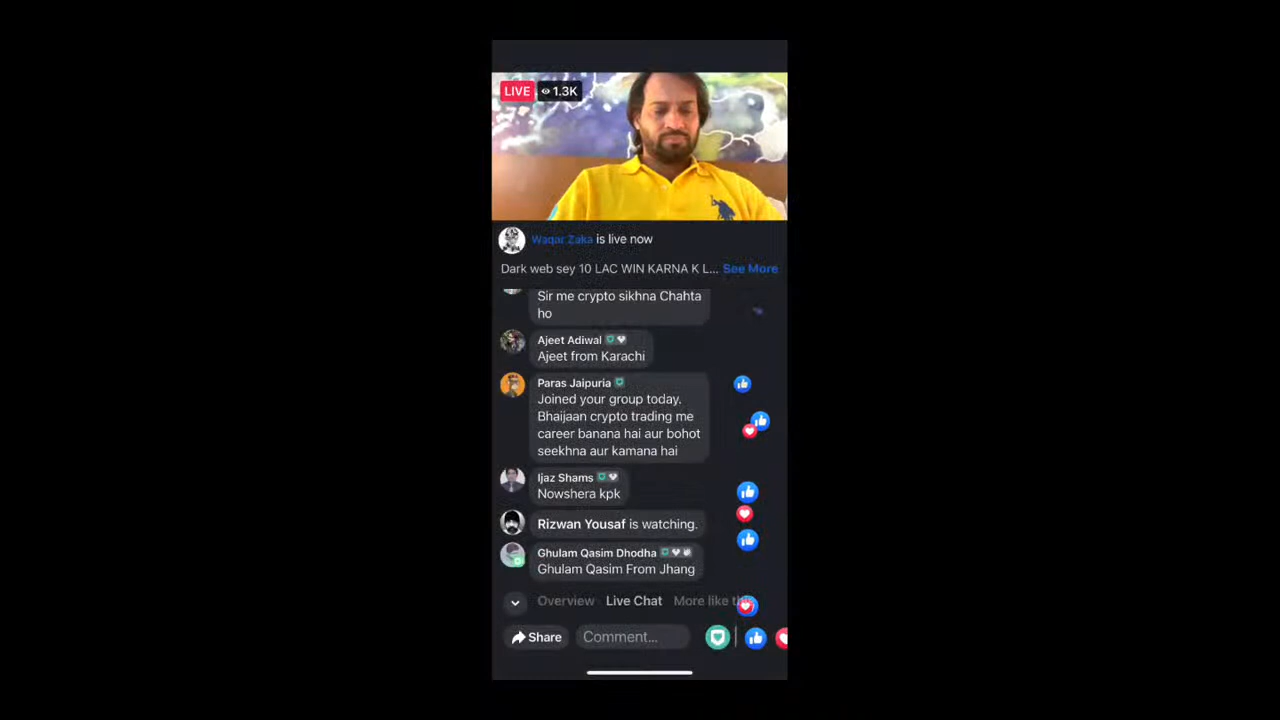 LIVE 1.3K
Waqar Zaka is live now
Dark web sey 10 LAC WIN KARNA K L... See More
Sir me crypto sikhna Chahta
ho
Ajeet Adiwal
Ajeet from Karachi
Paras Jaipuria
Joined your group today.
Bhaijaan crypto trading me
career banana hai aur bohot
seekhna aur kamana hai
Ijaz Shams
Nowshera kpk
Rizwan Yousaf is watching.
Ghulam Qasim Dhodha
Ghulam Qasim From Jhang
Overview Live Chat More like
Share Comment...